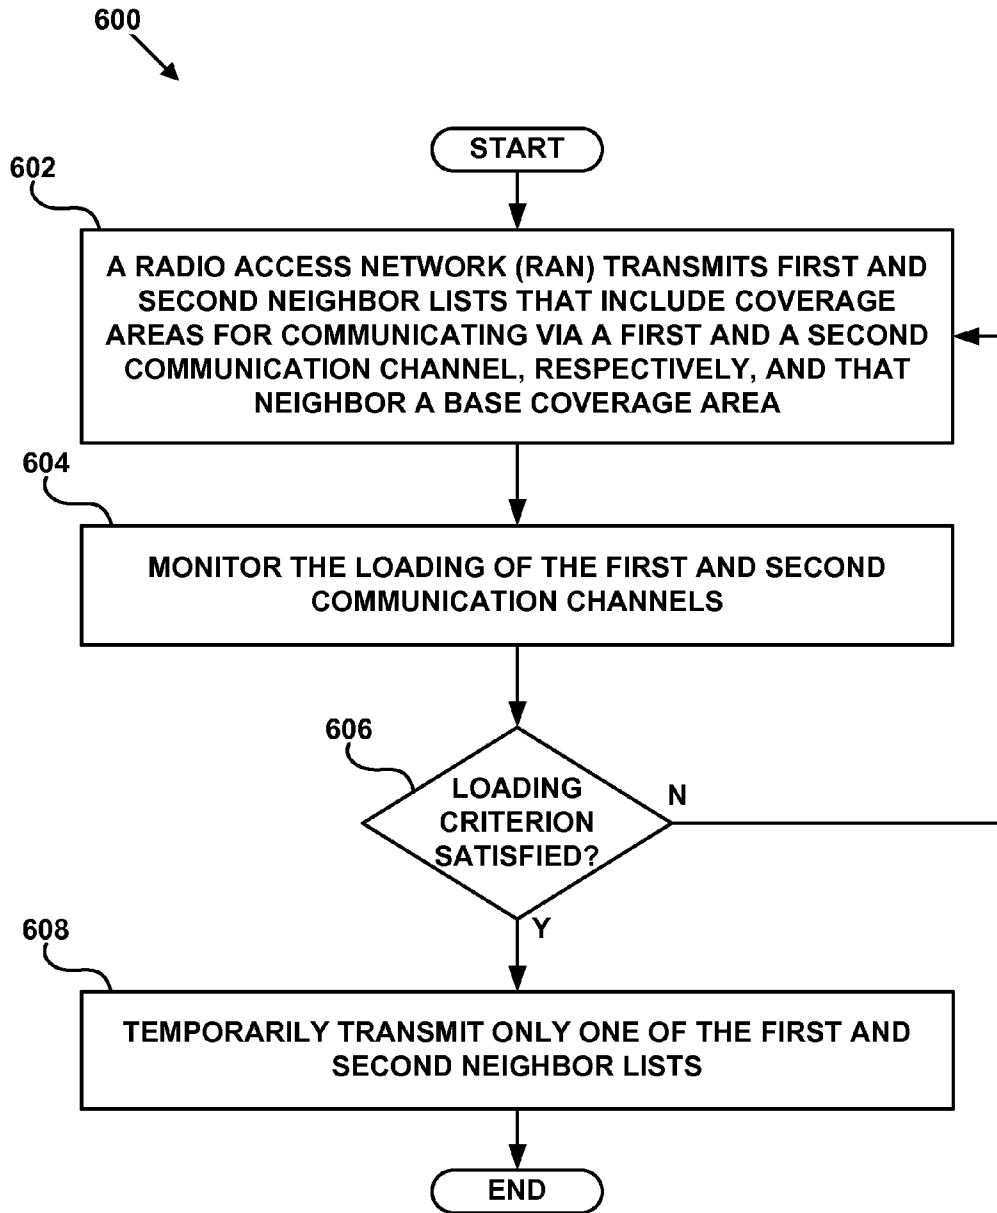 600
START
602
A RADIO ACCESS NETWORK (RAN) TRANSMITS FIRST AND
SECOND NEIGHBOR LISTS THAT INCLUDE COVERAGE
AREAS FOR COMMUNICATING VIA A FIRST AND A SECOND
COMMUNICATION CHANNEL, RESPECTIVELY, AND THAT
NEIGHBOR A BASE COVERAGE AREA
604
MONITOR THE LOADING OF THE FIRST AND SECOND
COMMUNICATION CHANNELS
606
LOADING
CRITERION
SATISFIED?
N
Y
608
TEMPORARILY TRANSMIT ONLY ONE OF THE FIRST AND
SECOND NEIGHBOR LISTS
END